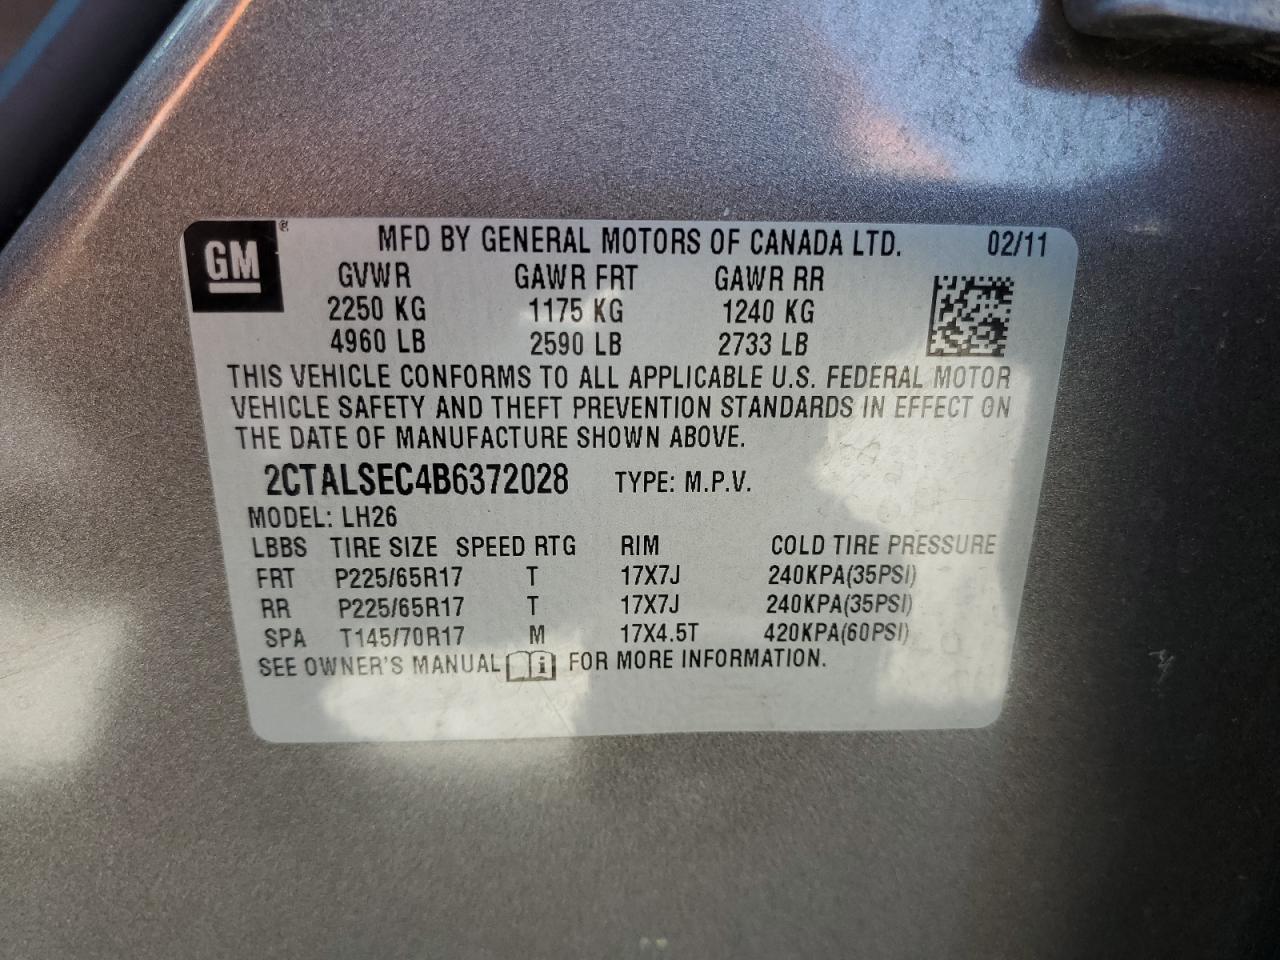 GM® MFD BY GENERAL MOTORS OF CANADA LTD. 02/11
GVWR GAWR FRT GAWR RR
2250 KG 1175 KG 1240 KG
4960 LB 2590 LB 2733 LB
THIS VEHICLE CONFORMS TO ALL APPLICABLE U.S. FEDERAL MOTOR
VEHICLE SAFETY AND THEFT PREVENTION STANDARDS IN EFFECT ON
THE DATE OF MANUFACTURE SHOWN ABOVE.
2CTALSEC4B6372028 TYPE: M.P.V.
MODEL: LH26
LBBS TIRE SIZE SPEED RTG RIM COLD TIRE PRESSURE
FRT P225/65R17 T 17X7J 240KPA(35PSI)
RR P225/65R17 T 17X7J 240KPA(35PSI)
SPA T145/70R17 M 17X4.5T 420KPA(60PSI)
SEE OWNER'S MANUAL i FOR MORE INFORMATION.